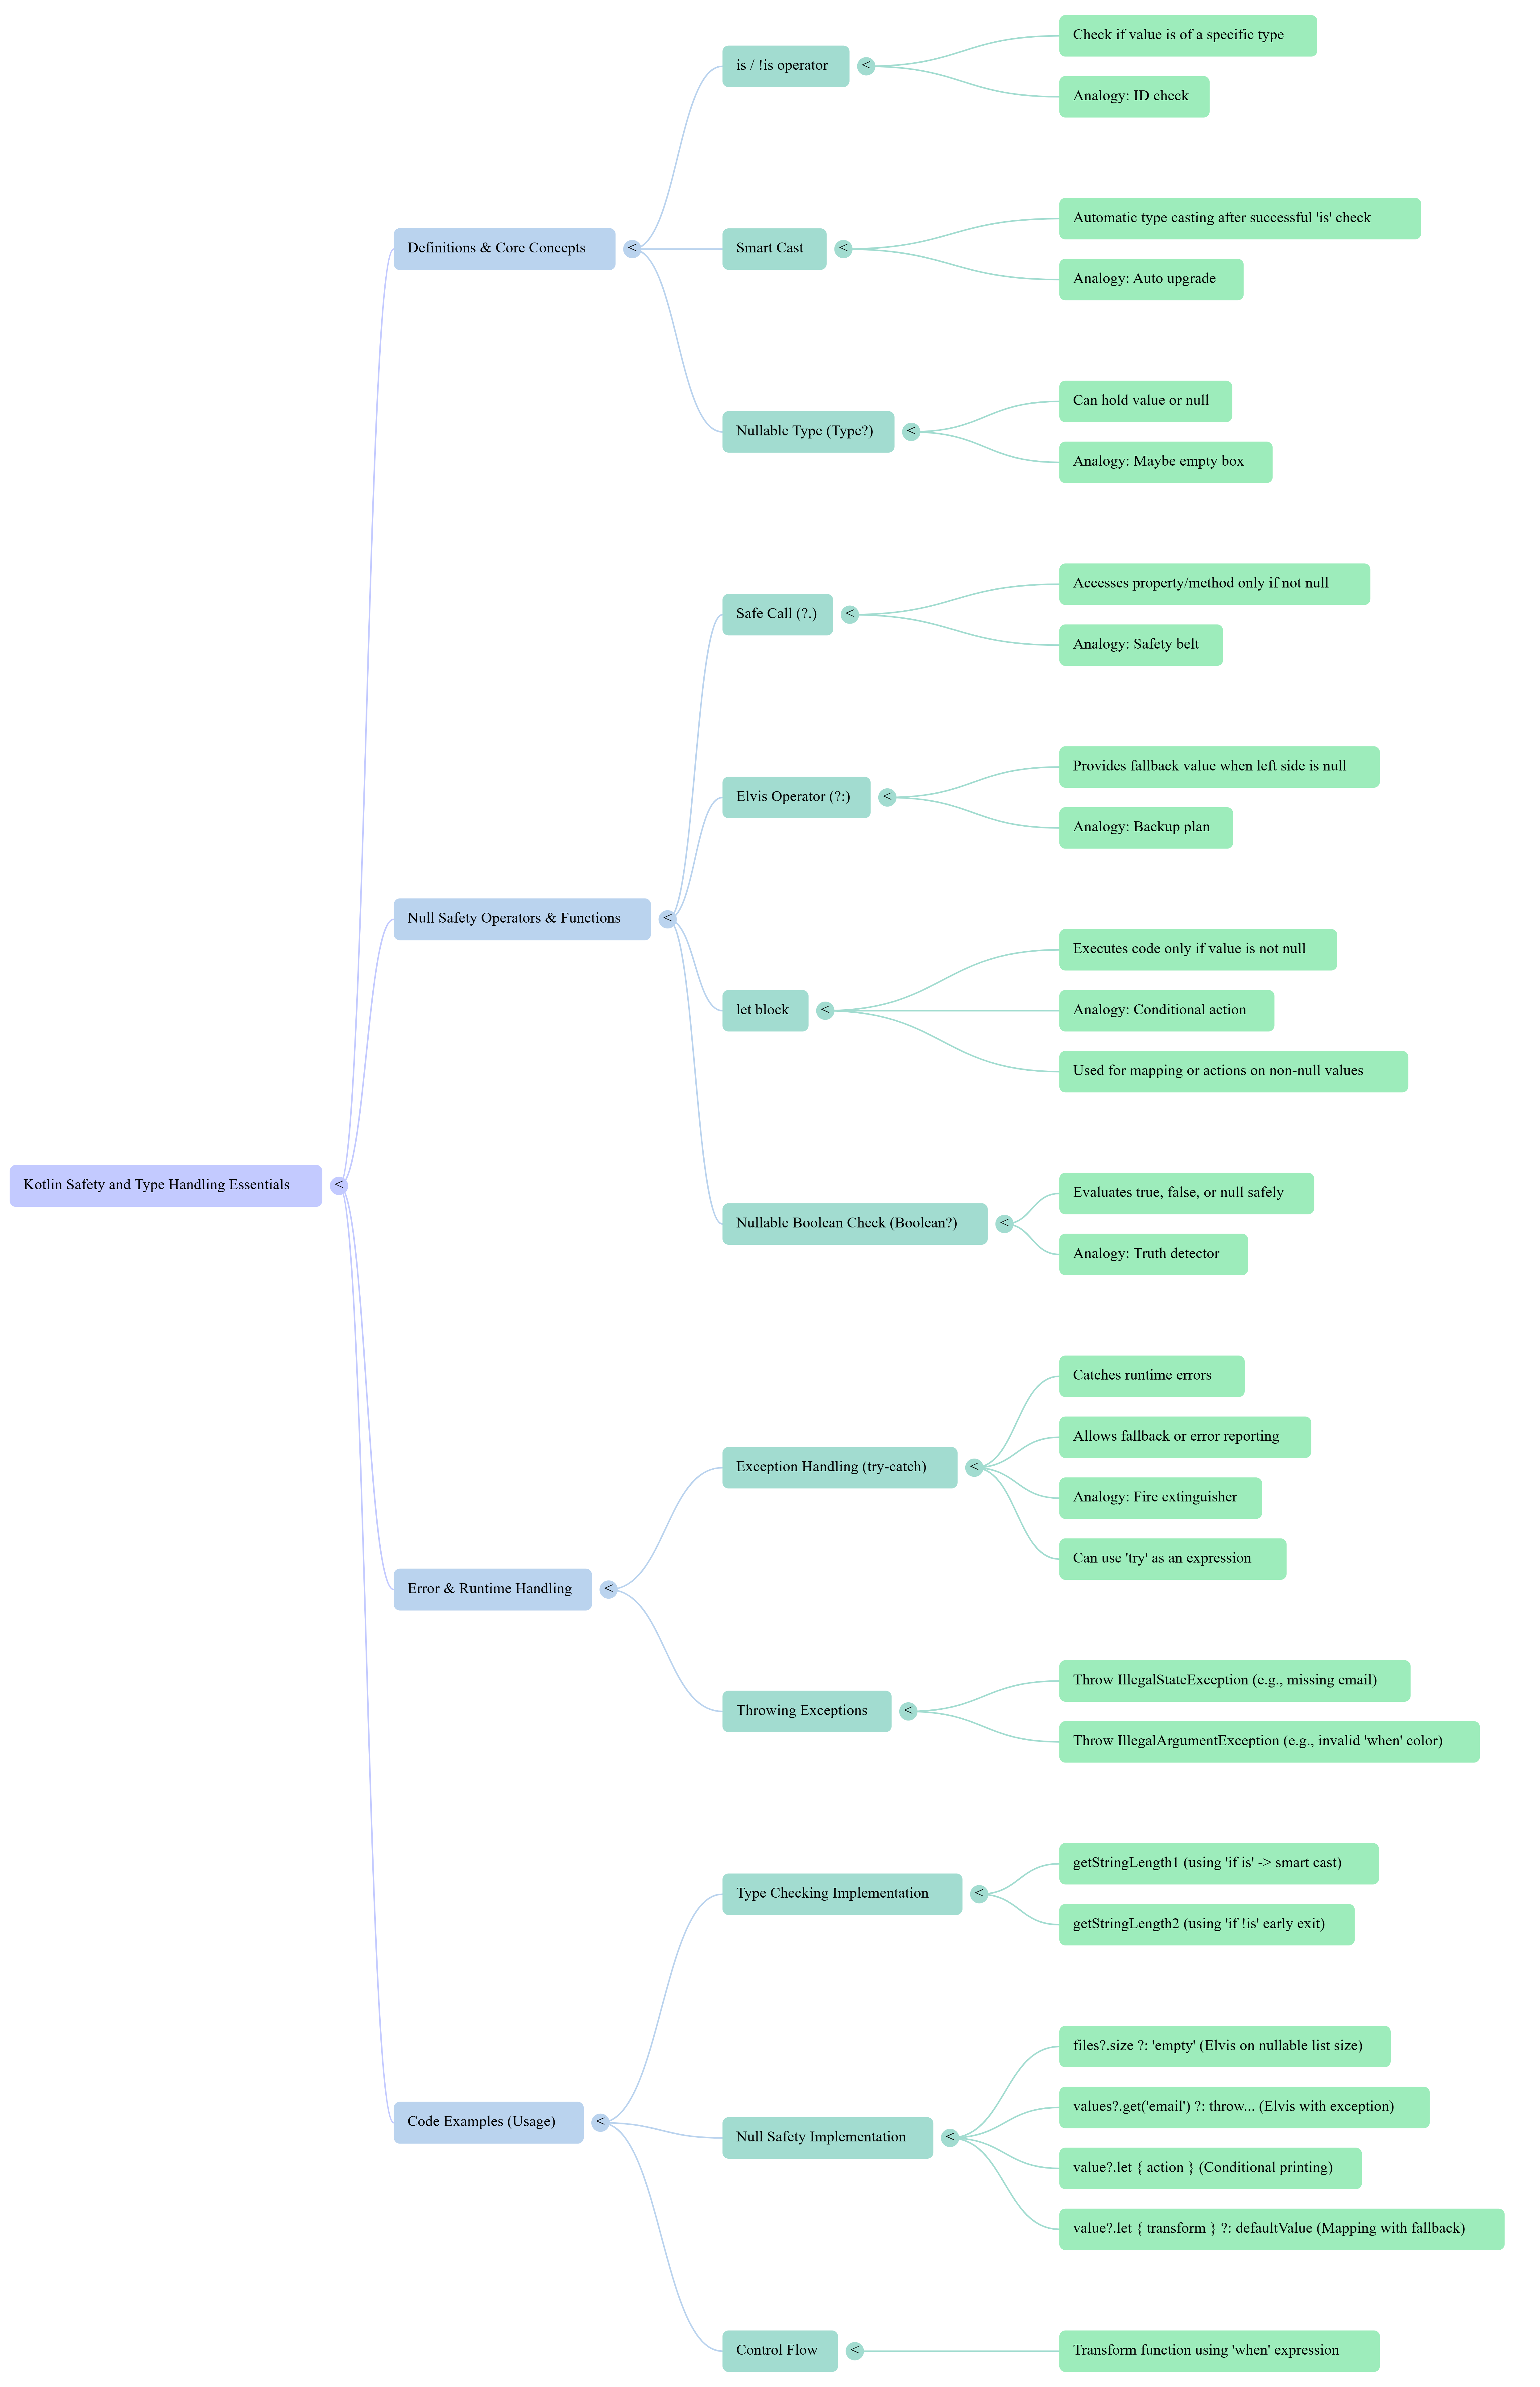 Kotlin Safety and Type Handling Essentials
<
Definitions & Core Concepts
<
is / !is operator
<
Check if value is of a specific type
Analogy: ID check
Smart Cast
<
Automatic type casting after successful 'is' check
Analogy: Auto upgrade
Nullable Type (Type?)
<
Can hold value or null
Analogy: Maybe empty box
Null Safety Operators & Functions
<
Safe Call (?.)
<
Accesses property/method only if not null
Analogy: Safety belt
Elvis Operator (?:)
<
Provides fallback value when left side is null
Analogy: Backup plan
let block
<
Executes code only if value is not null
Analogy: Conditional action
Used for mapping or actions on non-null values
Nullable Boolean Check (Boolean?)
<
Evaluates true, false, or null safely
Analogy: Truth detector
Error & Runtime Handling
<
Exception Handling (try-catch)
<
Catches runtime errors
Allows fallback or error reporting
Analogy: Fire extinguisher
Can use 'try' as an expression
Throwing Exceptions
<
Throw IllegalStateException (e.g., missing email)
Throw IllegalArgumentException (e.g., invalid 'when' color)
Code Examples (Usage)
<
Type Checking Implementation
<
getStringLength1 (using 'if is' -> smart cast)
getStringLength2 (using 'if !is' early exit)
Null Safety Implementation
<
files?.size ?: 'empty' (Elvis on nullable list size)
values?.get('email') ?: throw... (Elvis with exception)
value?.let { action } (Conditional printing)
value?.let { transform } ?: defaultValue (Mapping with fallback)
Control Flow
<
Transform function using 'when' expression